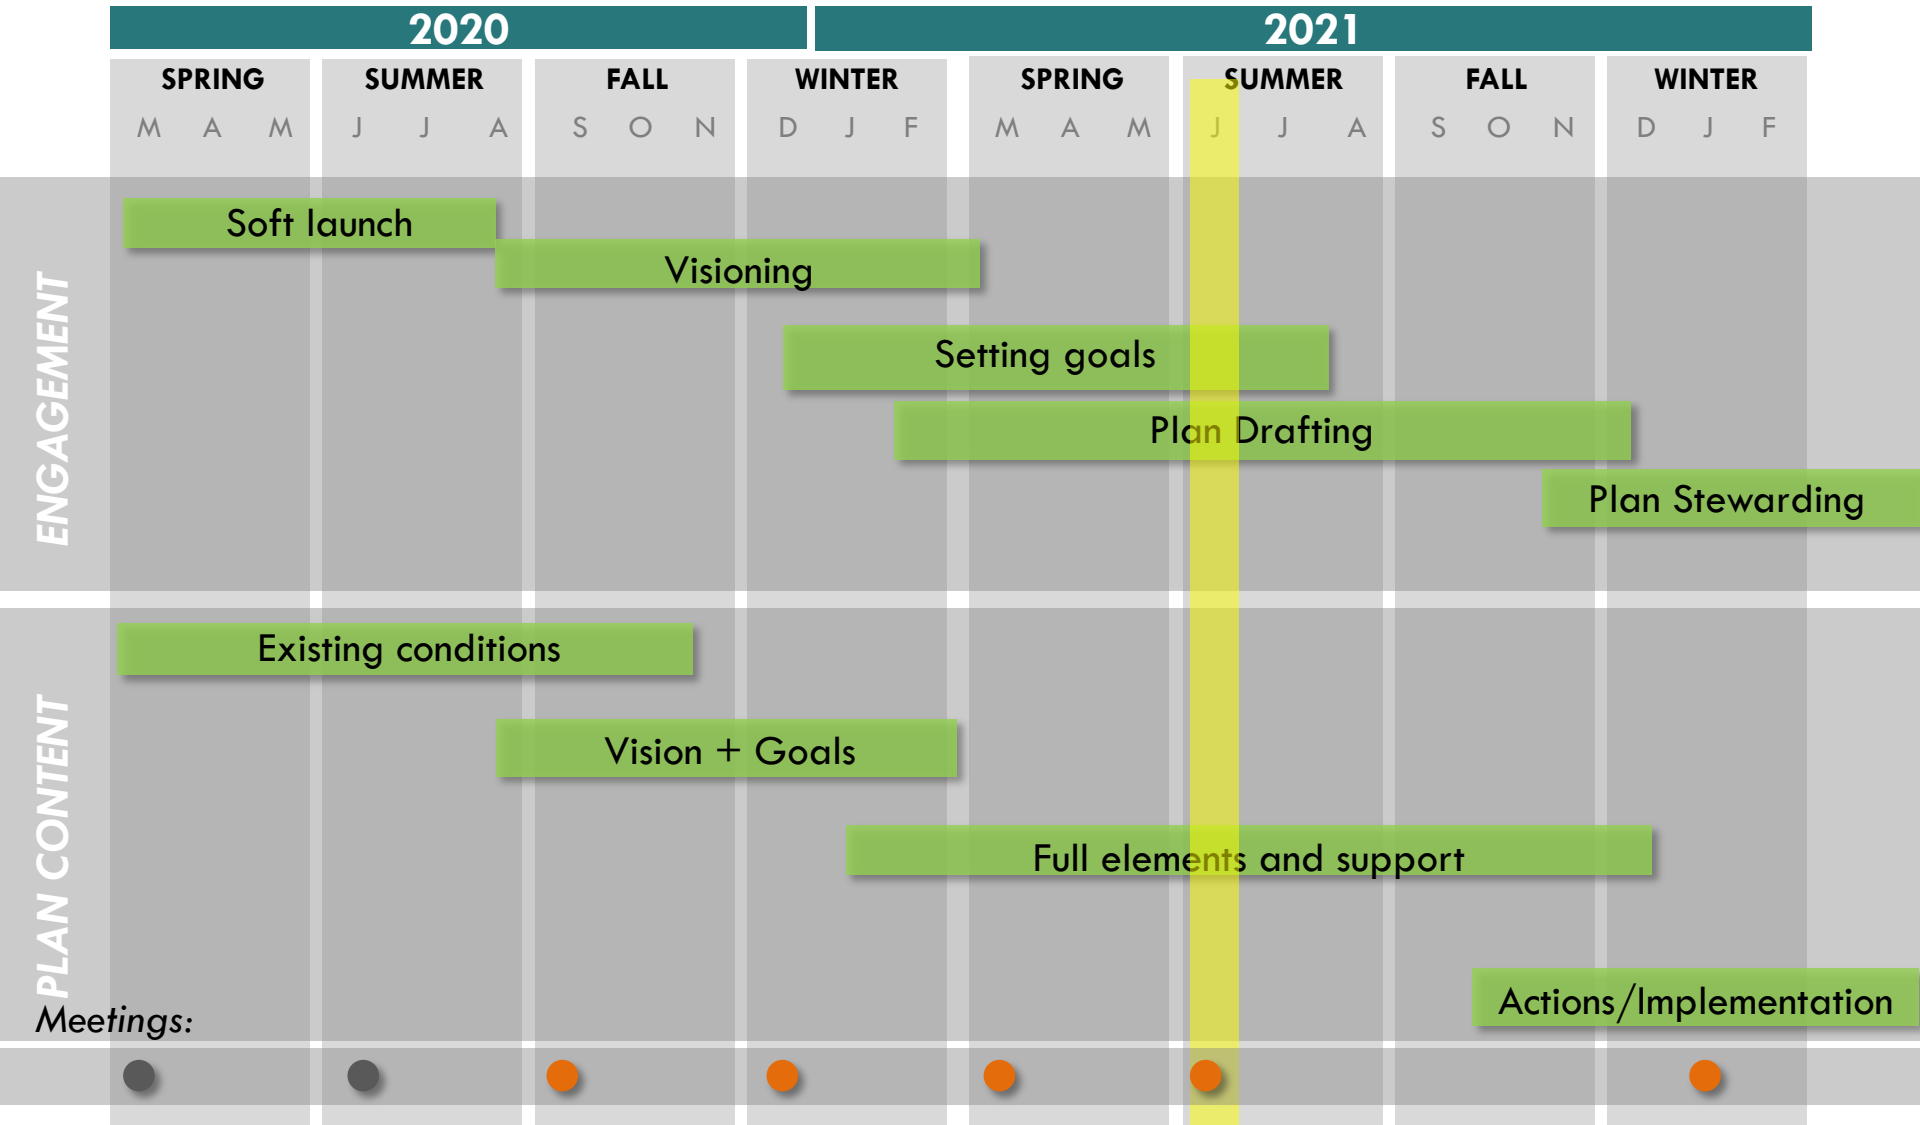 2020 2021
SPRING SUMMER FALL WINTER SPRING SUMMER FALL WINTER
M A M J J A S O N D J F M A M J J A S O N D J F
ENGAGEMENT
Soft launch
Visioning
Setting goals
Plan Drafting
Plan Stewarding
PLAN CONTENT
Existing conditions
Vision + Goals
Full elements and support
Actions/Implementation
Meetings: